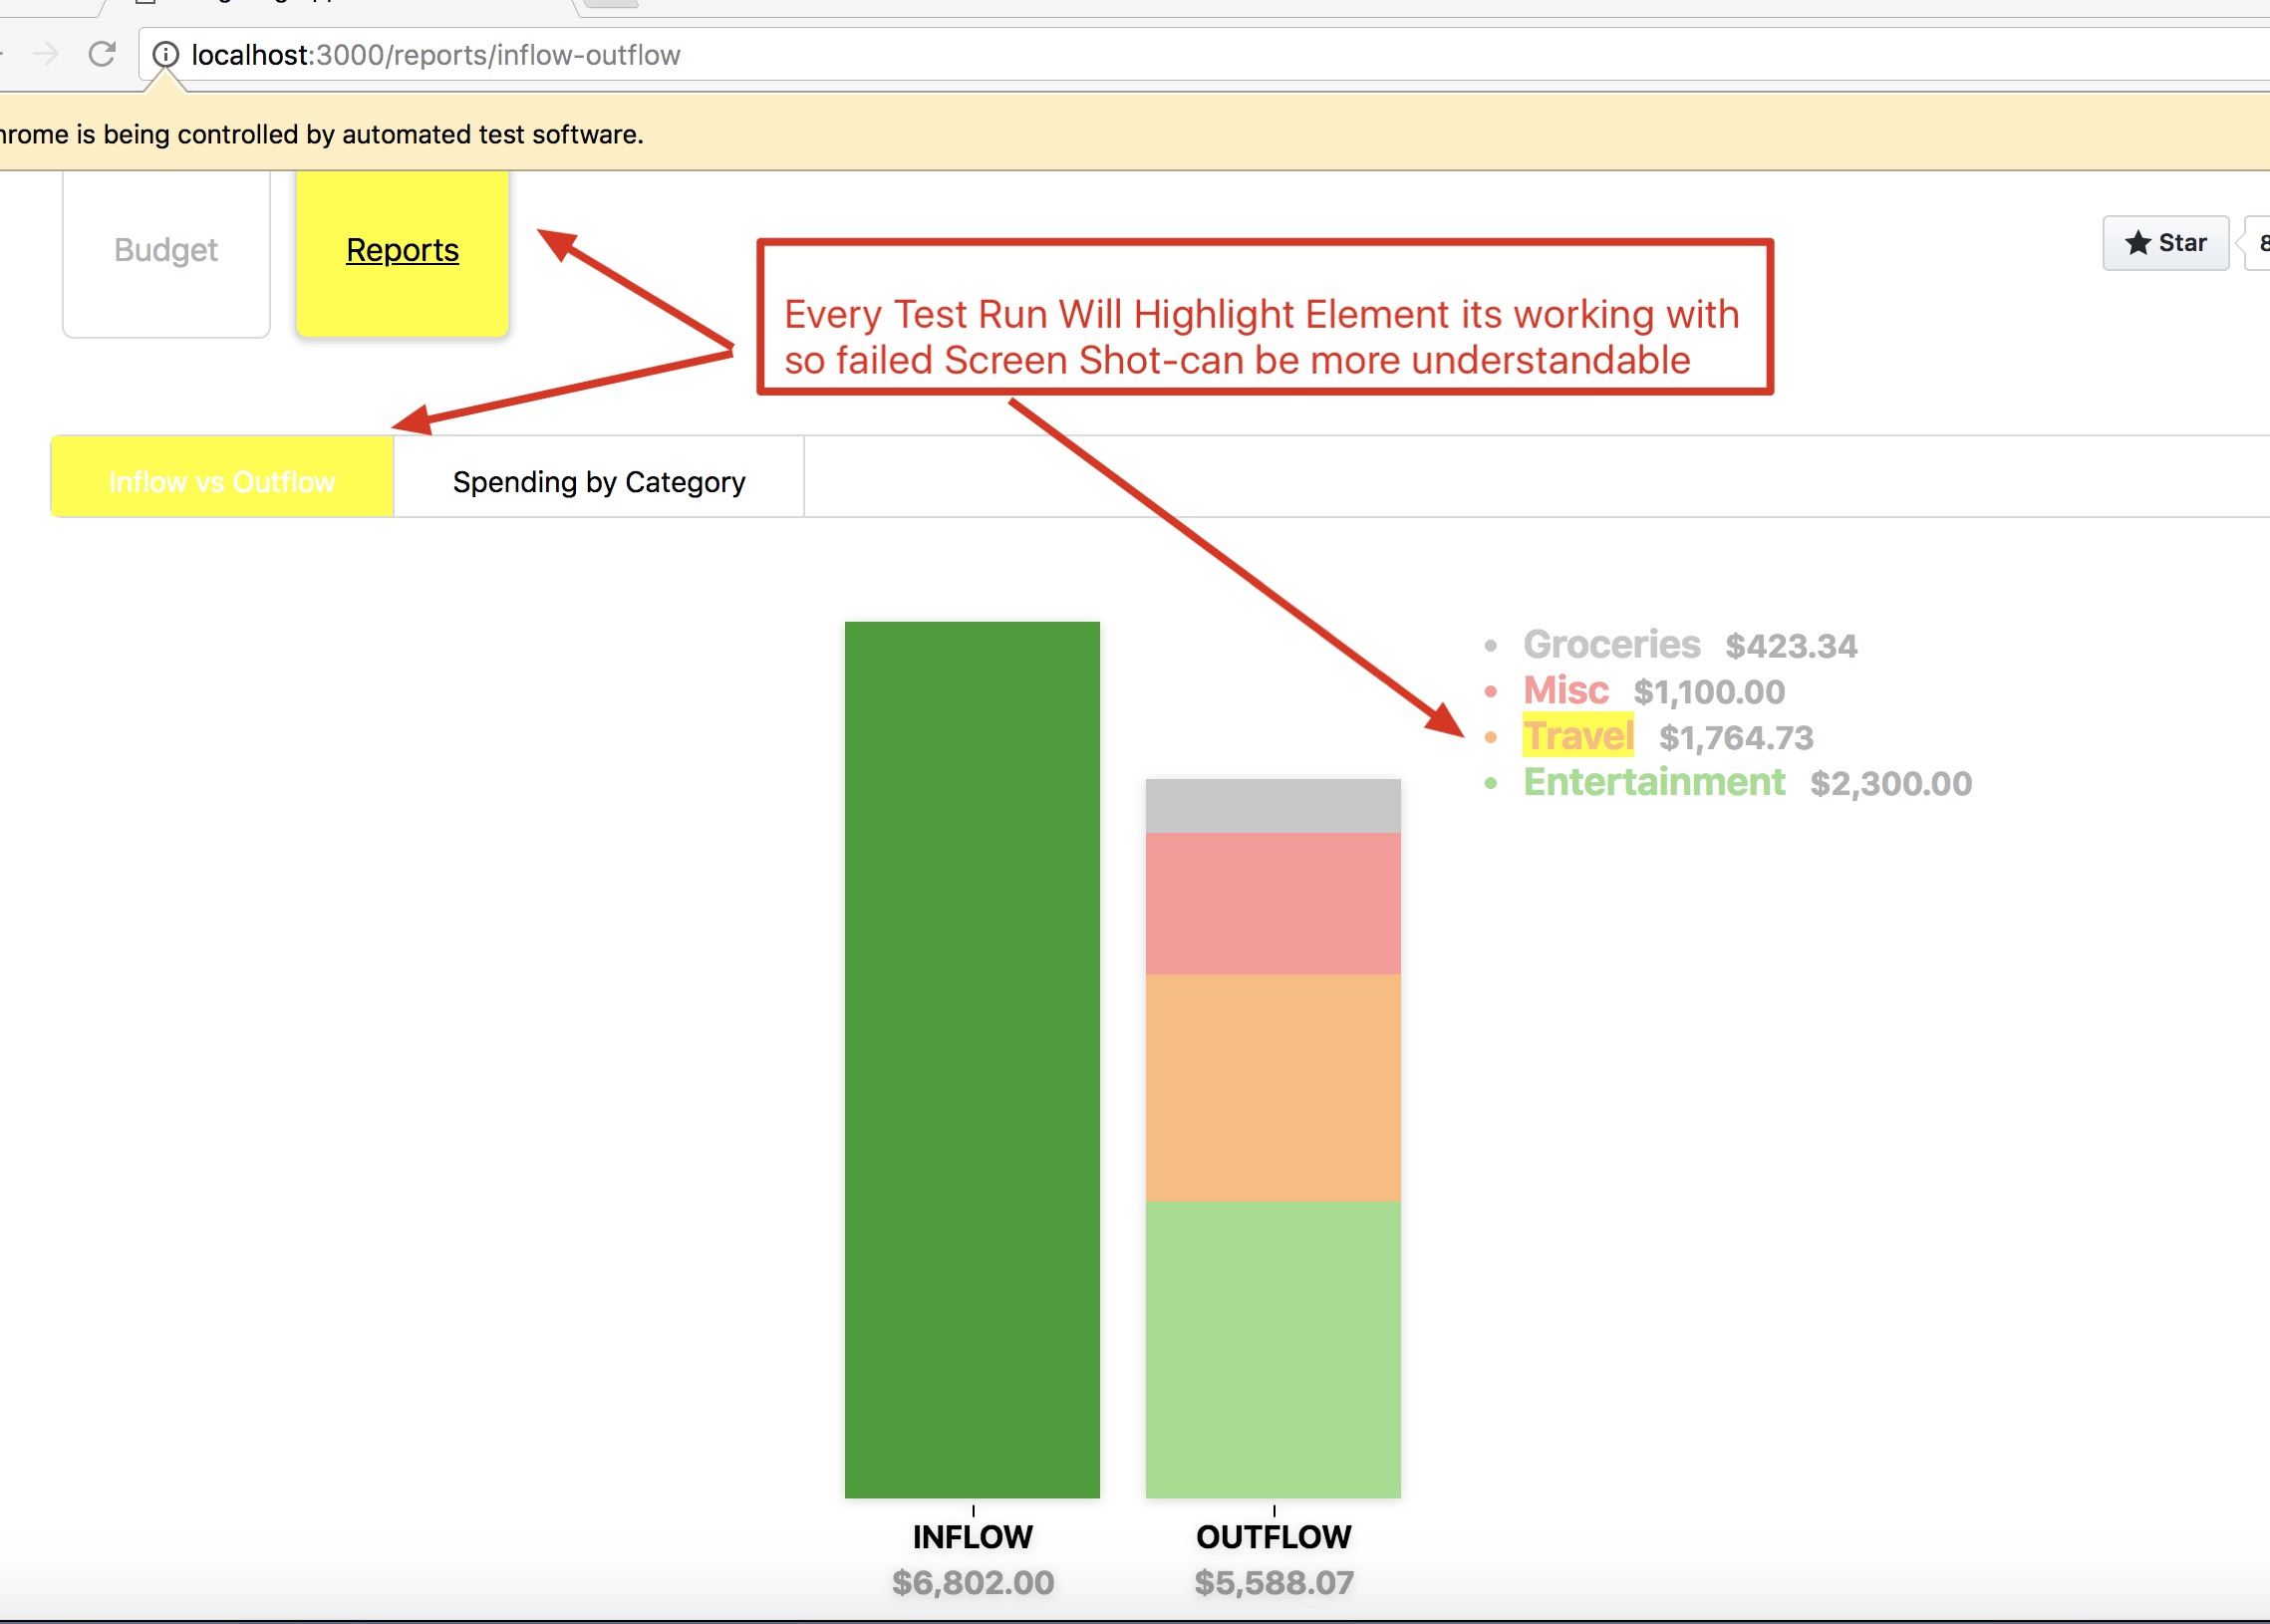 localhost:3000/reports/inflow-outflow
is being controlled by automated test software.
Budget
Reports
Star
Every Test Run Will Highlight Element its working with
so failed Screen Shot-can be more understandable
Inflow vs Outflow
Spending by Category
Groceries $423.34
Misc $1,100.00
Travel $1,764.73
Entertainment $2,300.00
INFLOW
$6,802.00
OUTFLOW
$5,588.07